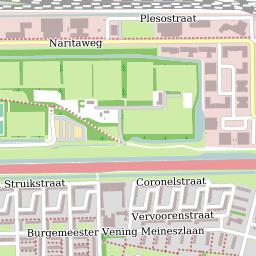 Plesostraat
Naritaweg
Struikstraat
Coronelstraat
Vervoorenstraat
Burgemeester Vening Meineszlaan